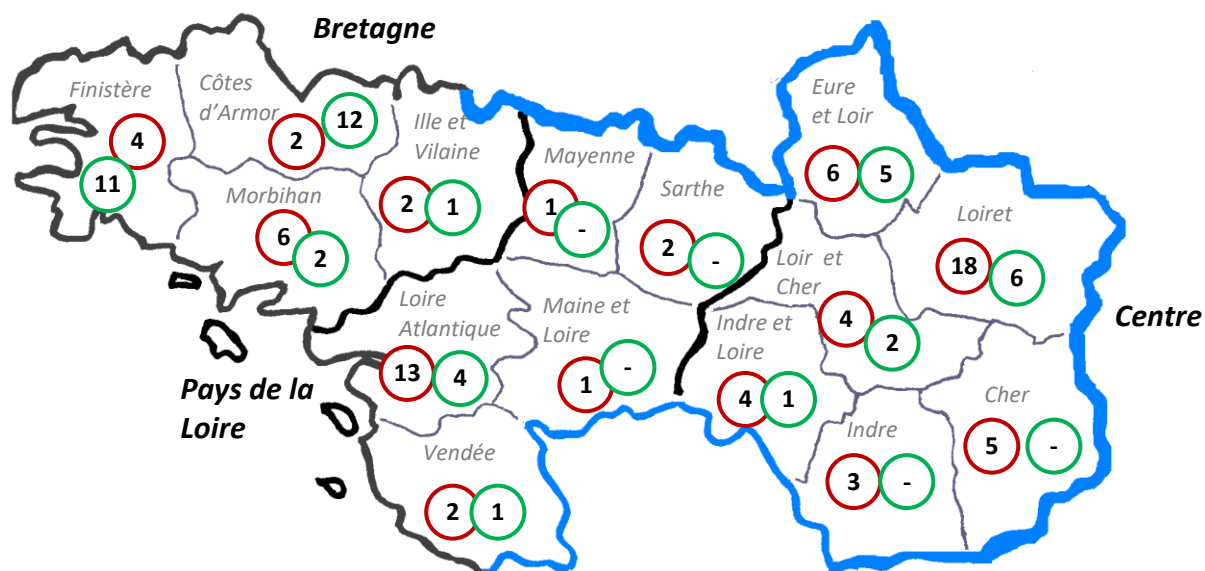 Bretagne
Finistère
4
11
Côtes
d’Armor
2
12
Ille et
Vilaine
2
1
Morbihan
6
2
Mayenne
1
-
Sarthe
2
-
Loire
Atlantique
13
4
Maine et
Loire
1
-
Vendée
2
1
Pays de la
Loire
Eure
et Loir
6
5
Loiret
18
6
Loir et
Cher
4
2
Indre et
Loire
4
1
Indre
3
-
Cher
5
-
Centre